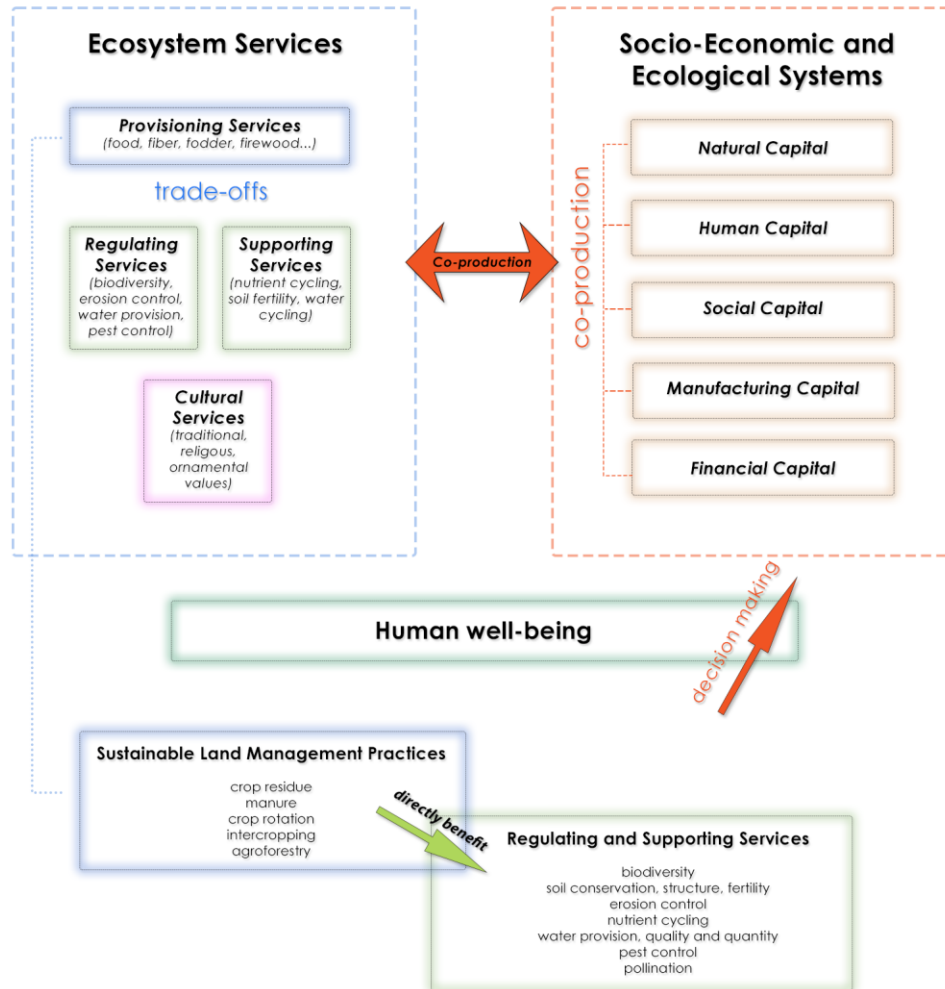 Ecosystem Services
Provisioning Services
(food, fiber, fodder, firewood...)
trade-offs
Regulating
Services
(biodiversity,
erosion control,
water provision,
pest control)
Supporting
Services
(nutrient cycling,
soil fertility, water
cycling)
Cultural
Services
(traditional,
religous,
ornamental
values)
Co-production
Socio-Economic and
Ecological Systems
co-production
Natural Capital
Human Capital
Social Capital
Manufacturing Capital
Financial Capital
Human well-being
decision making
Sustainable Land Management Practices
crop residue
manure
crop rotation
intercropping
agroforestry
directly benefit
Regulating and Supporting Services
biodiversity
soil conservation, structure, fertility
erosion control
nutrient cycling
water provision, quality and quantity
pest control
pollination